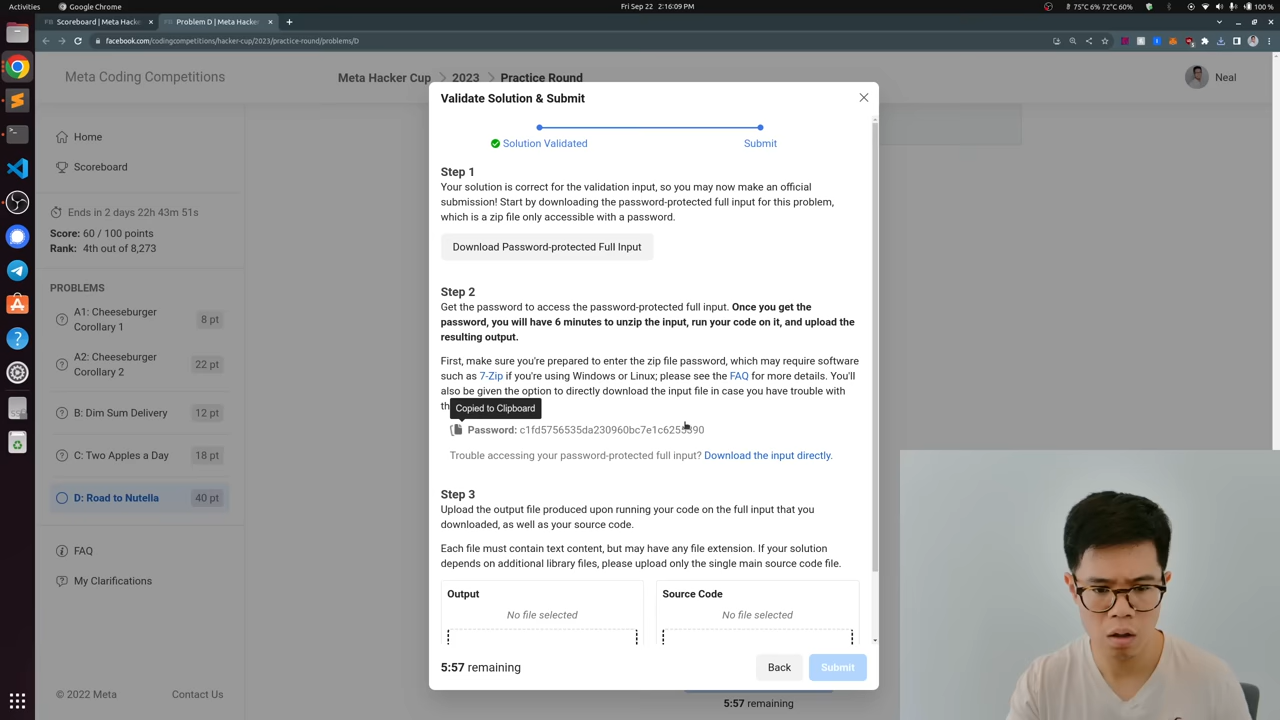 Activities
Google Chrome
Fri Sep 22 2:16:09 PM
75°C 6% 72°C 60%
100 %
Scoreboard | Meta Hacker
Problem D | Meta Hacker
facebook.com/codingcompetitions/hacker-cup/2023/practice-round/problems/D
Meta Coding Competitions
Meta Hacker Cup
2023
Practice Round
Neal
Home
Scoreboard
Ends in 2 days 22h 43m 51s
Score: 60 / 100 points
Rank: 4th out of 8,273
PROBLEMS
A1: Cheeseburger
Corollary 1
8 pt
A2: Cheeseburger
Corollary 2
22 pt
B: Dim Sum Delivery
12 pt
C: Two Apples a Day
18 pt
D: Road to Nutella
40 pt
FAQ
My Clarifications
© 2022 Meta
Contact Us
Validate Solution & Submit
Solution Validated
Submit
Step 1
Your solution is correct for the validation input, so you may now make an official
submission! Start by downloading the password-protected full input for this problem,
which is a zip file only accessible with a password.
Download Password-protected Full Input
Step 2
Get the password to access the password-protected full input. Once you get the
password, you will have 6 minutes to unzip the input, run your code on it, and upload the
resulting output.
First, make sure you're prepared to enter the zip file password, which may require software
such as 7-Zip if you're using Windows or Linux; please see the FAQ for more details. You'll
also be given the option to directly download the input file in case you have trouble with
Copied to Clipboard
Password:
Trouble accessing your password-protected full input? Download the input directly.
Step 3
Upload the output file produced upon running your code on the full input that you
downloaded, as well as your source code.
Each file must contain text content, but may have any file extension. If your solution
depends on additional library files, please upload only the single main source code file.
Output
No file selected
Source Code
No file selected
5:57 remaining
Back
Submit
5:57 remaining